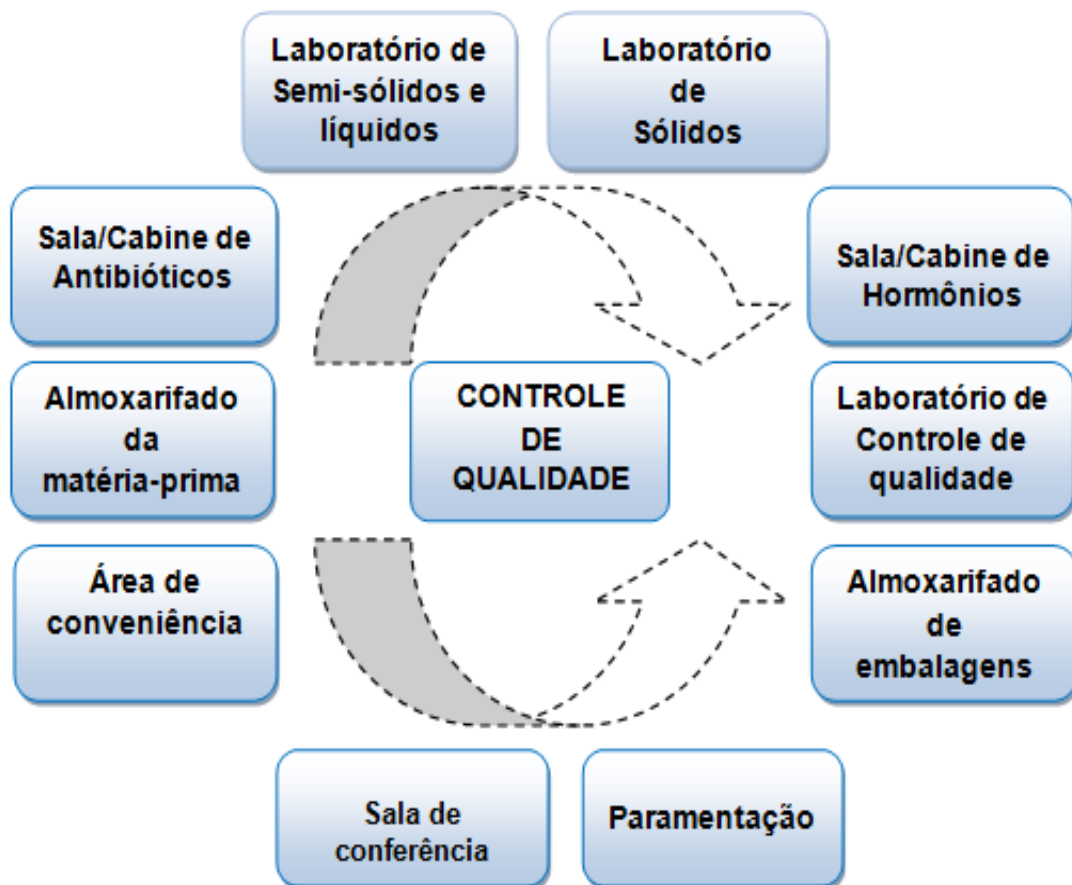 Laboratório de
Semi-sólidos e
líquidos
Laboratório
de
Sólidos
Sala/Cabine de
Antibióticos
Sala/Cabine de
Hormônios
Almoxarifado
da
matéria-prima
CONTROLE
DE
QUALIDADE
Laboratório de
Controle de
qualidade
Área de
conveniência
Almoxarifado
de
embalagens
Sala de
conferência
Paramentação